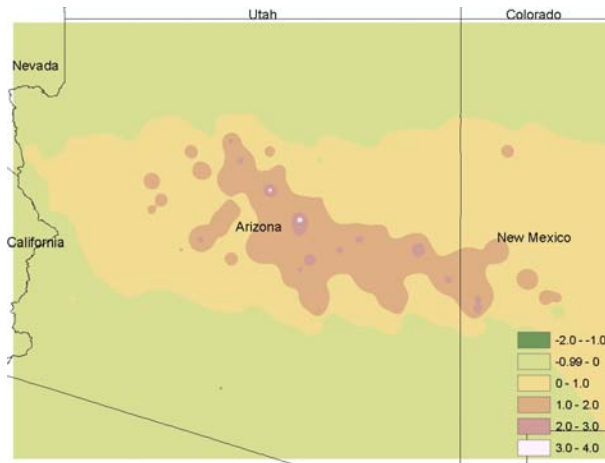 Utah
Colorado
Nevada
Arizona
California
New Mexico
-2.0 - -1.0
-0.99 - 0
0 - 1.0
1.0 - 2.0
2.0 - 3.0
3.0 - 4.0